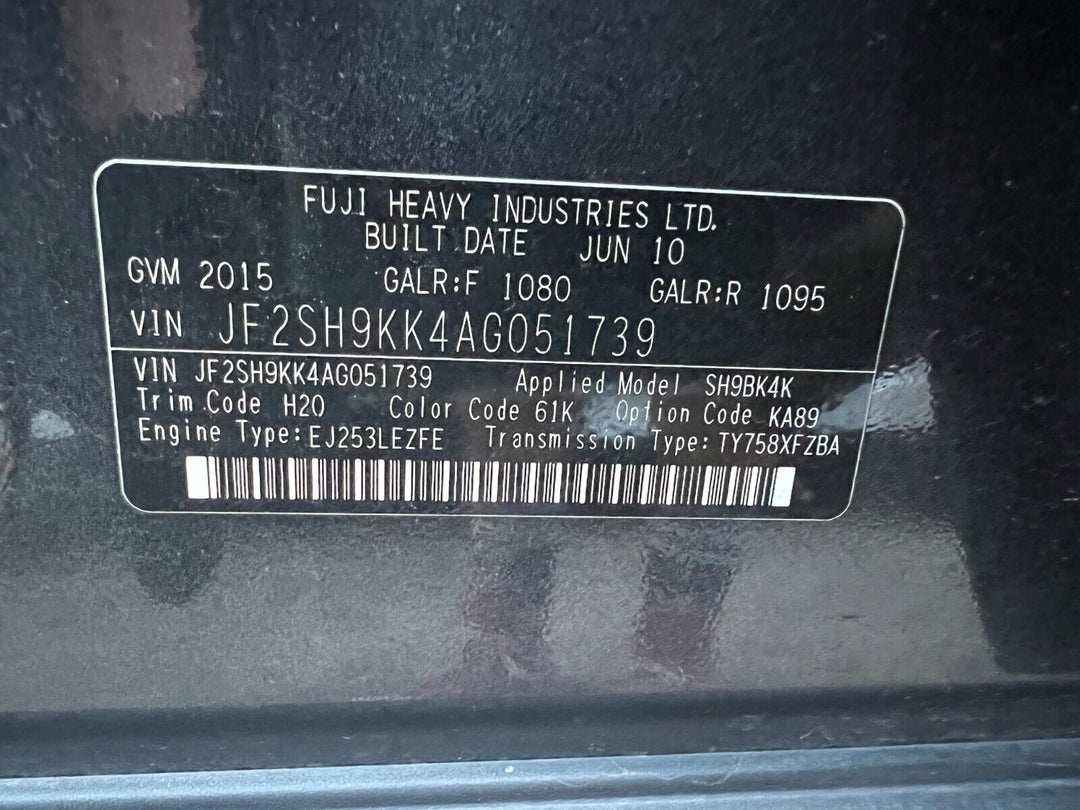 FUJI HEAVY INDUSTRIES LTD.
BUILT DATE JUN 10
GVM 2015 GALR:F 1080 GALR:R 1095
VIN JF2SH9KK4AG051739
VIN JF2SH9KK4AG051739 Applied Model SH9BK4K
Trim Code H20 Color Code 61K Option Code KA89
Engine Type:EJ253LEZFE Transmission Type:TY758XFZBA